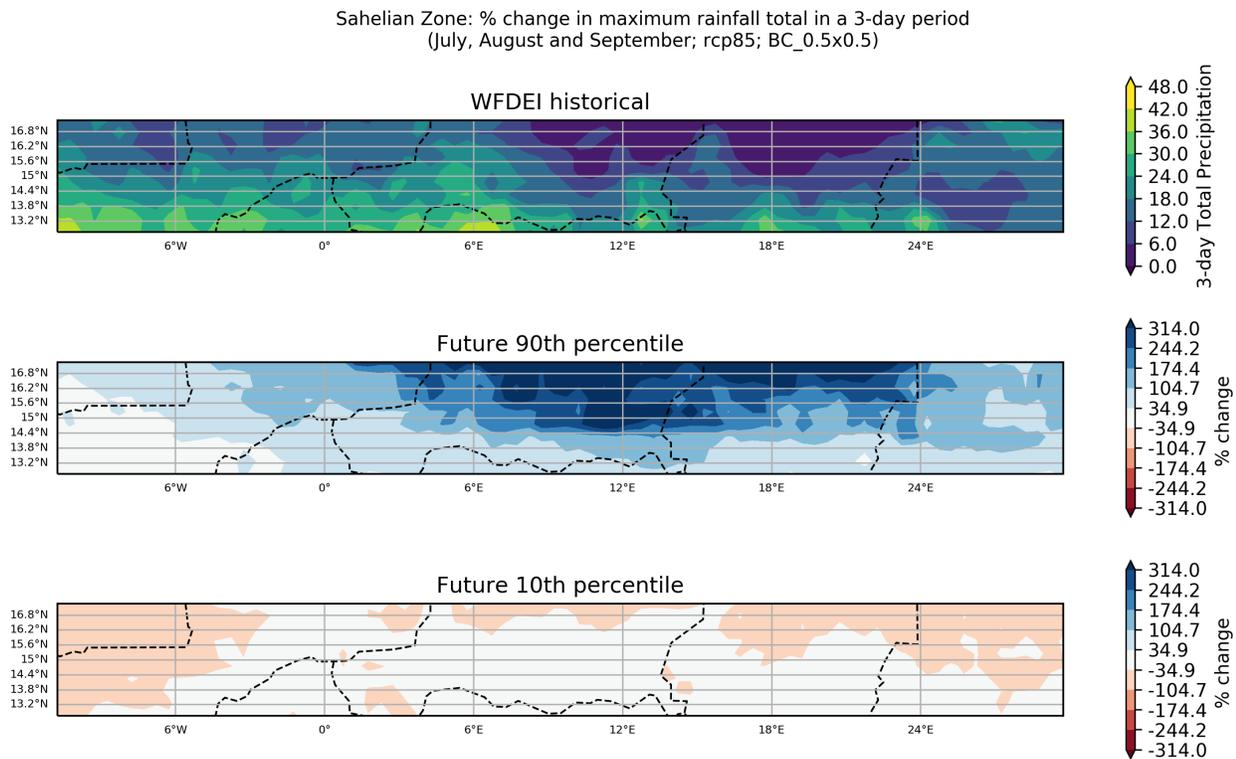 Sahelian Zone: % change in maximum rainfall total in a 3-day period
(July, August and September; rcp85; BC_0.5x0.5)
WFDEI historical
16.8°N
16.2°N
15.6°N
15°N
14.4°N
13.8°N
13.2°N
6°W
0°
6°E
12°E
18°E
24°E
48.0
42.0
36.0
30.0
24.0
18.0
12.0
6.0
0.0
3-day Total Precipitation
Future 90th percentile
16.8°N
16.2°N
15.6°N
15°N
14.4°N
13.8°N
13.2°N
6°W
0°
6°E
12°E
18°E
24°E
314.0
244.2
174.4
104.7
34.9
-34.9
-104.7
-174.4
-244.2
-314.0
% change
Future 10th percentile
16.8°N
16.2°N
15.6°N
15°N
14.4°N
13.8°N
13.2°N
6°W
0°
6°E
12°E
18°E
24°E
314.0
244.2
174.4
104.7
34.9
-34.9
-104.7
-174.4
-244.2
-314.0
% change